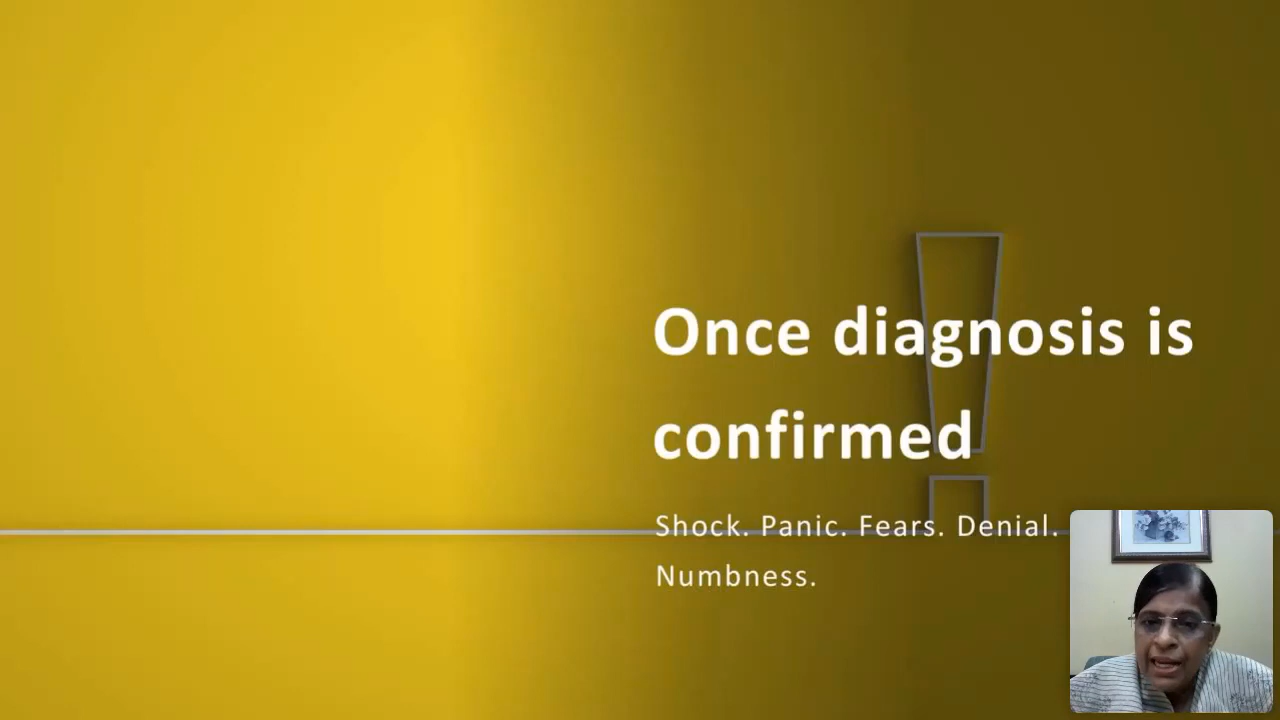 Once diagnosis is
confirmed
Shock. Panic. Fears. Denial.
Numbness.